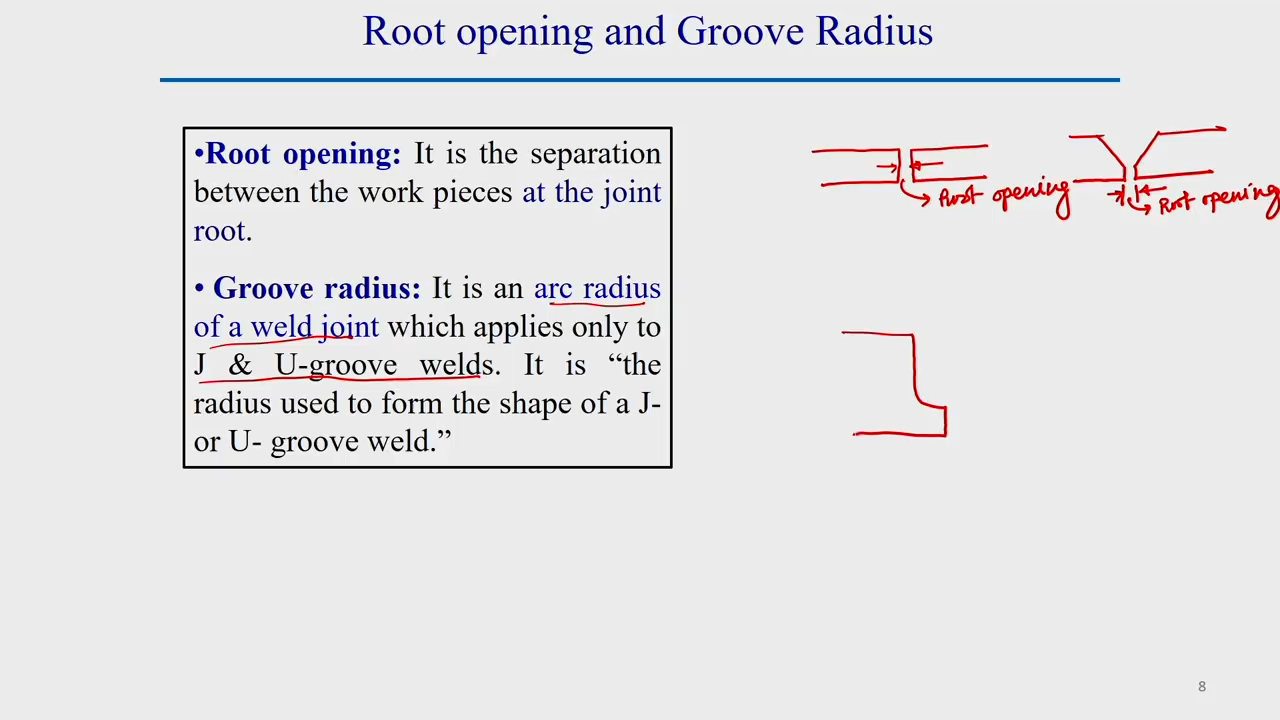 Root opening and Groove Radius
•Root opening: It is the separation
between the work pieces at the joint
root.
• Groove radius: It is an arc radius
of a weld joint which applies only to
J & U-groove welds. It is “the
radius used to form the shape of a J-
or U- groove weld.”
Root opening
Root opening
8